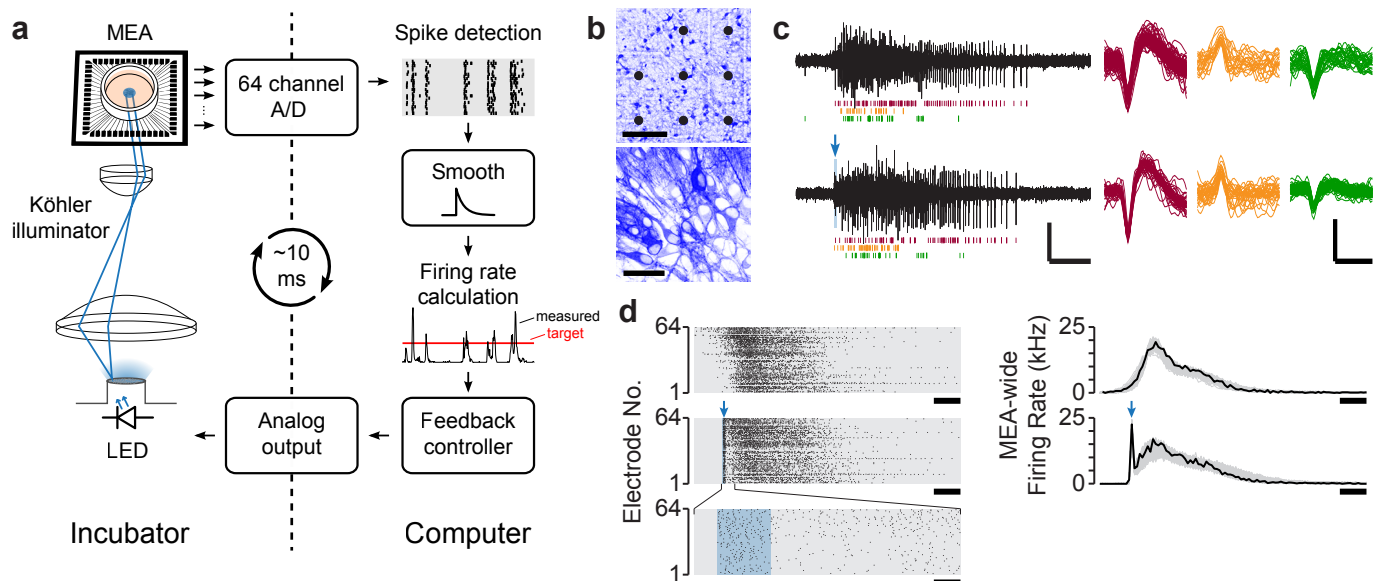 a
MEA
64 channel
A/D
Spike detection
Smooth
Köhler
illuminator
~10
ms
Firing rate
calculation
measured
target
LED
Analog
output
Feedback
controller
Incubator
Computer
b
c
d
Electrode No.
64
1
64
1
64
1
MEA-wide
Firing Rate (kHz)
25
0
25
0